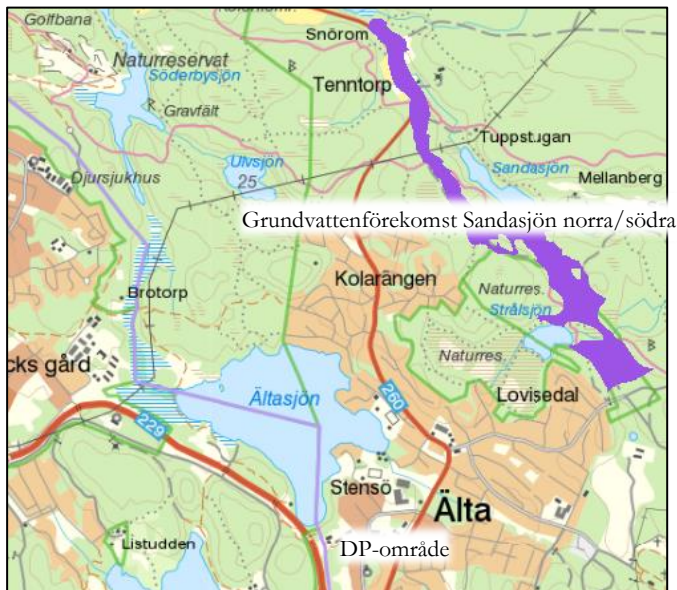 Golfbana
Snörom
Naturreservat
Söderbysjön
Tenntorp
Gravfält
Tuppstugan
Ulvsjön
25
Sandasjön
Djursjukhus
Mellanberg
Grundvattenförekomst Sandasjön norra/södra
Kolarängen
Naturres.
Brotorp
Strålsjön
Naturres.
cks gård
Ältasjön
260
Lovisedal
229
Stensö
Älta
Listudden
DP-område